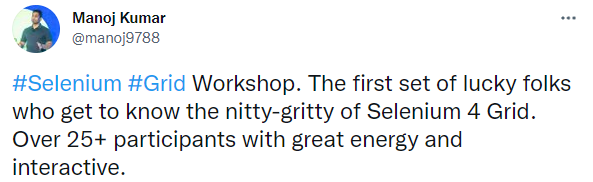 Manoj Kumar
@manoj9788
#Selenium #Grid Workshop. The first set of lucky folks
who get to know the nitty-gritty of Selenium 4 Grid.
Over 25+ participants with great energy and
interactive.